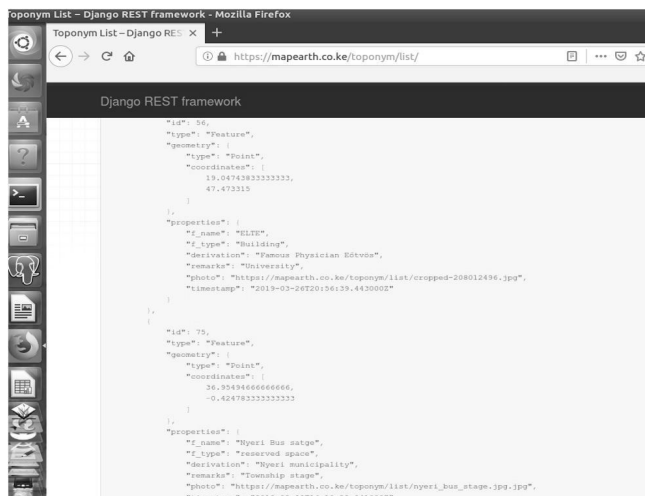 Toponym List – Django REST framework - Mozilla Firefox
Toponym List – Django RES × +
https://mapearth.co.ke/toponym/list/
Django REST framework
"id": 56,
"type": "Feature",
"geometry": {
"type": "Point",
"coordinates": [
19.04743833333333,
47.473315
]
},
"properties": {
"f_name": "ELTE",
"f_type": "Building",
"derivation": "Famous Physician Eötvös",
"remarks": "University",
"photo": "https://mapearth.co.ke/toponym/list/cropped-208012496.jpg",
"timestamp": "2019-03-26T20:56:39.443000Z"
}
},
{
"id": 75,
"type": "Feature",
"geometry": {
"type": "Point",
"coordinates": [
36.95494666666666,
-0.424783333333333
]
},
"properties": {
"f_name": "Nyeri Bus satge",
"f_type": "reserved space",
"derivation": "Nyeri municipality",
"remarks": "Township stage",
"photo": "https://mapearth.co.ke/toponym/list/nyeri_bus_stage.jpg.jpg",